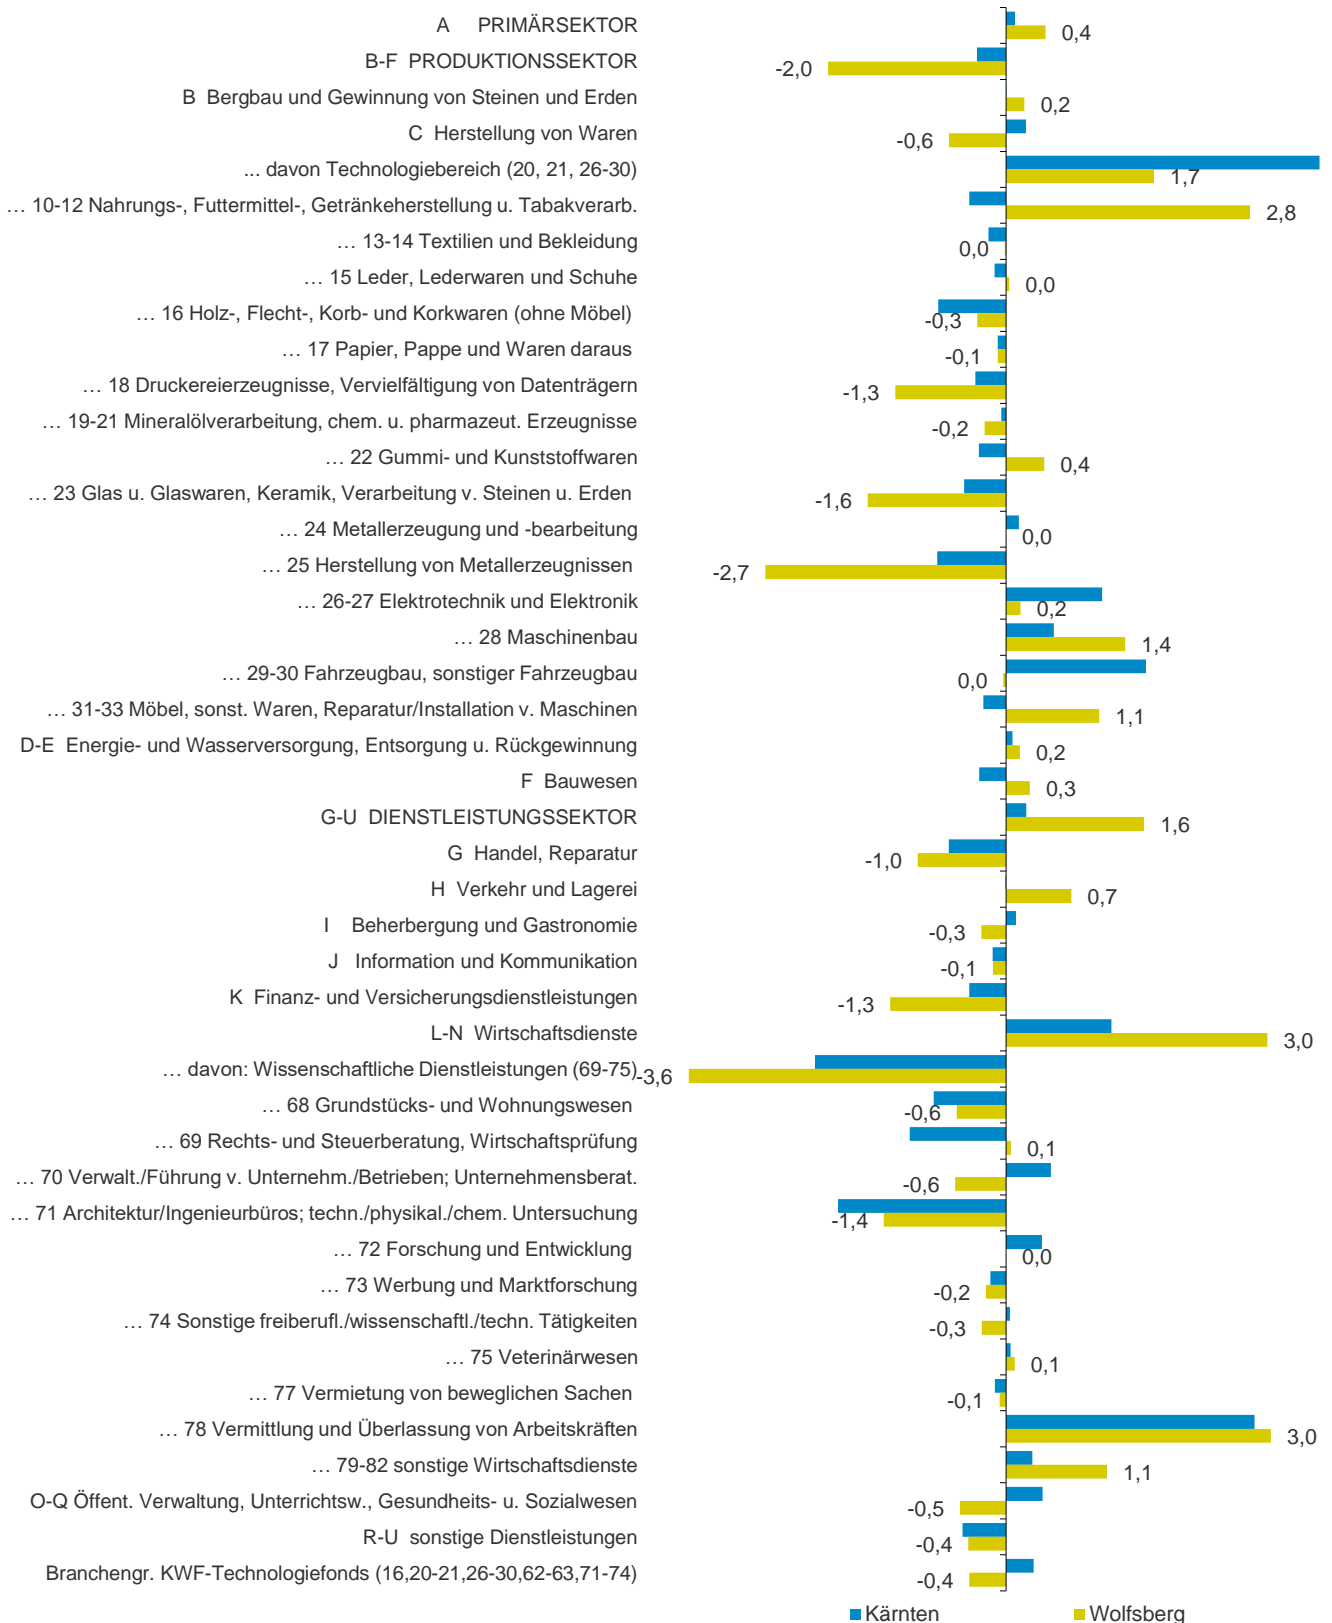 A PRIMÄRSEKTOR 0,4
B-F PRODUKTIONSSEKTOR -2,0
B Bergbau und Gewinnung von Steinen und Erden 0,2
C Herstellung von Waren -0,6
... davon Technologiebereich (20, 21, 26-30) 1,7
… 10-12 Nahrungs-, Futtermittel-, Getränkeherstellung u. Tabakverarb. 2,8
… 13-14 Textilien und Bekleidung 0,0
… 15 Leder, Lederwaren und Schuhe 0,0
… 16 Holz-, Flecht-, Korb- und Korkwaren (ohne Möbel) -0,3
… 17 Papier, Pappe und Waren daraus -0,1
… 18 Druckereierzeugnisse, Vervielfältigung von Datenträgern -1,3
… 19-21 Mineralölverarbeitung, chem. u. pharmazeut. Erzeugnisse -0,2
… 22 Gummi- und Kunststoffwaren 0,4
… 23 Glas u. Glaswaren, Keramik, Verarbeitung v. Steinen u. Erden -1,6
… 24 Metallerzeugung und -bearbeitung 0,0
… 25 Herstellung von Metallerzeugnissen -2,7
… 26-27 Elektrotechnik und Elektronik 0,2
… 28 Maschinenbau 1,4
… 29-30 Fahrzeugbau, sonstiger Fahrzeugbau 0,0
… 31-33 Möbel, sonst. Waren, Reparatur/Installation v. Maschinen 1,1
D-E Energie- und Wasserversorgung, Entsorgung u. Rückgewinnung 0,2
F Bauwesen 0,3
G-U DIENSTLEISTUNGSSEKTOR 1,6
G Handel, Reparatur -1,0
H Verkehr und Lagerei 0,7
I Beherbergung und Gastronomie -0,3
J Information und Kommunikation -0,1
K Finanz- und Versicherungsdienstleistungen -1,3
L-N Wirtschaftsdienste 3,0
… davon: Wissenschaftliche Dienstleistungen (69-75) -3,6
… 68 Grundstücks- und Wohnungswesen -0,6
… 69 Rechts- und Steuerberatung, Wirtschaftsprüfung 0,1
… 70 Verwalt./Führung v. Unternehm./Betrieben; Unternehmensberat. -0,6
… 71 Architektur/Ingenieurbüros; techn./physikal./chem. Untersuchung -1,4
… 72 Forschung und Entwicklung 0,0
… 73 Werbung und Marktforschung -0,2
… 74 Sonstige freiberufl./wissenschaftl./techn. Tätigkeiten -0,3
… 75 Veterinärwesen 0,1
… 77 Vermietung von beweglichen Sachen -0,1
… 78 Vermittlung und Überlassung von Arbeitskräften 3,0
… 79-82 sonstige Wirtschaftsdienste 1,1
O-Q Öffent. Verwaltung, Unterrichtsw., Gesundheits- u. Sozialwesen -0,5
R-U sonstige Dienstleistungen -0,4
Branchengr. KWF-Technologiefonds (16,20-21,26-30,62-63,71-74) -0,4
Kärnten Wolfsberg